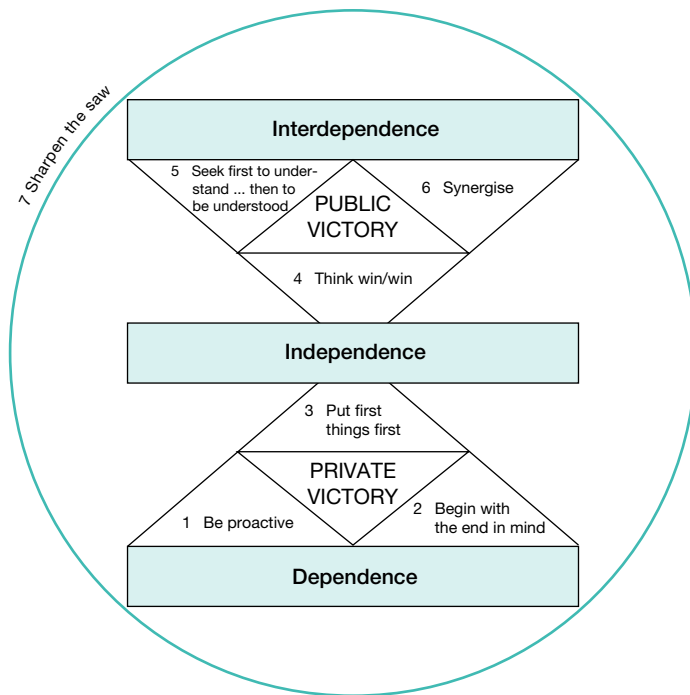 7 Sharpen the saw
Interdependence
5 Seek first to under-
stand ... then to
be understood
6 Synergise
PUBLIC
VICTORY
4 Think win/win
Independence
3 Put first
things first
PRIVATE
VICTORY
1 Be proactive
2 Begin with
the end in mind
Dependence